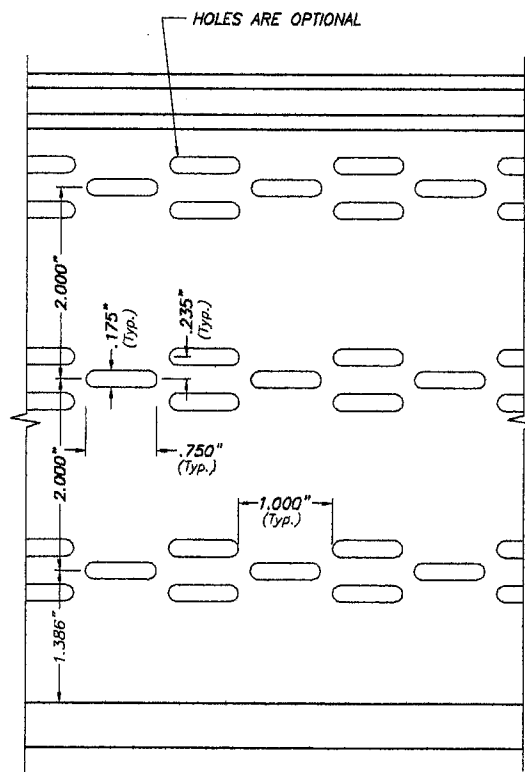 HOLES ARE OPTIONAL
2.000"
.175"
(Typ.)
.235"
(Typ.)
2.000"
.750"
(Typ.)
1.000"
(Typ.)
1.386"